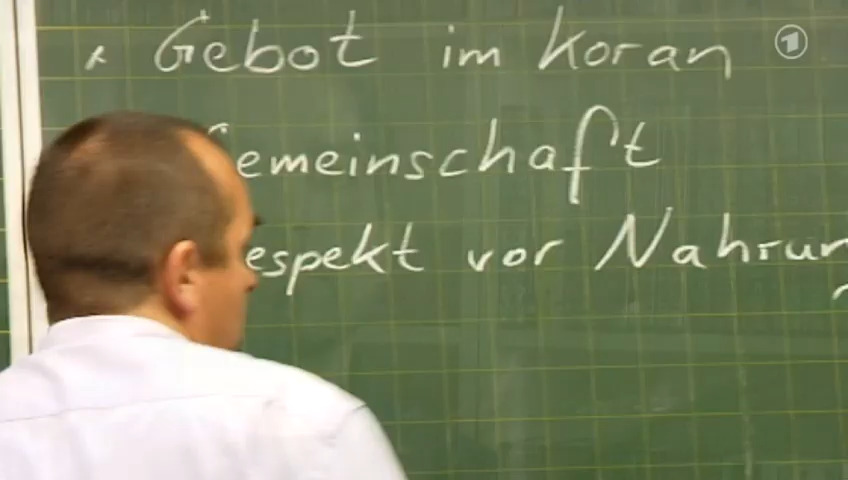 Gebot im Koran
emeinschaft
espekt vor Nahrun